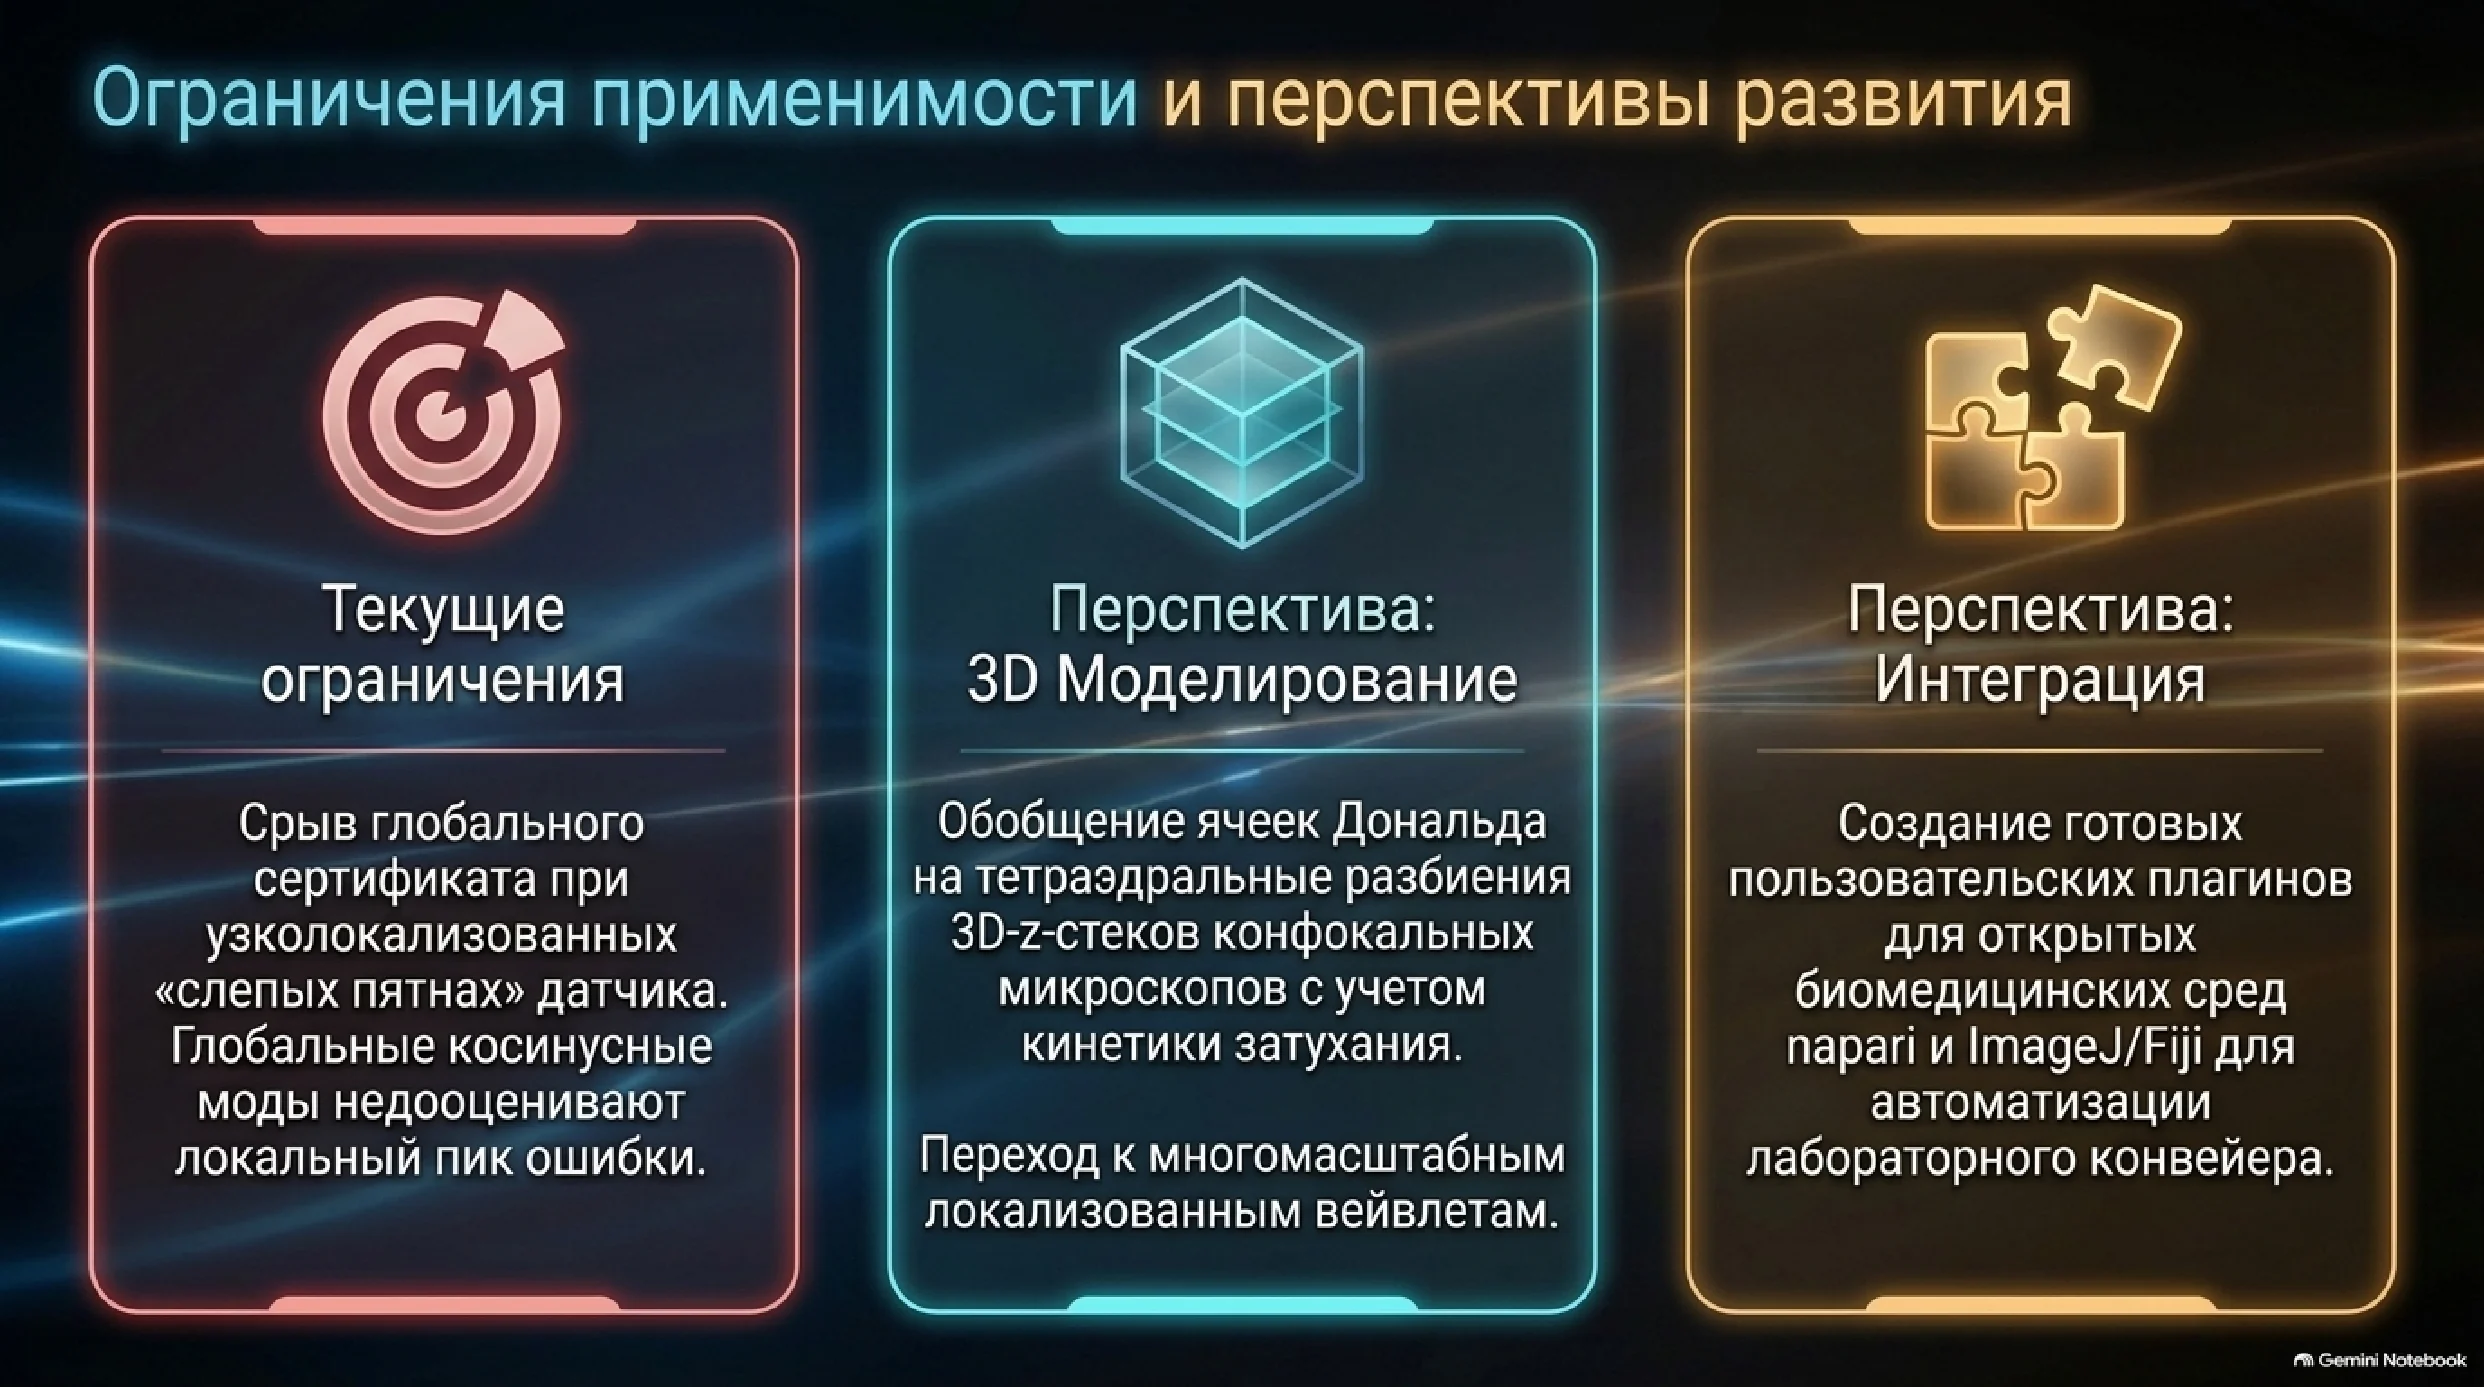 Ограничения применимости и перспективы развития
Текущие
ограничения
Срыв глобального
сертификата при
узколокализованных
«слепых пятнах» датчика.
Глобальные косинусные
моды недооценивают
локальный пик ошибки.
Перспектива:
3D Моделирование
Обобщение ячеек Дональда
на тетраэдральные разбиения
3D-z-стеков конфокальных
микроскопов с учетом
кинетики затухания.
Переход к многомасштабным
локализованным вейвлетам.
Перспектива:
Интеграция
Создание готовых
пользовательских плагинов
для открытых
биомедицинских сред
napari и ImageJ/Fiji для
автоматизации
лабораторного конвейера.
Gemini Notebook